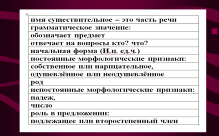 имя существительное – это часть речи
грамматическое значение:
обозначает предмет
отвечает на вопросы кто? что?
начальная форма (И.п. ед.ч.)
постоянные морфологические признаки:
собственное или нарицательное,
одушевлённое или неодушевлённое
род
непостоянные морфологические признаки:
падеж,
число
роль в предложении:
подлежащее или второстепенный член